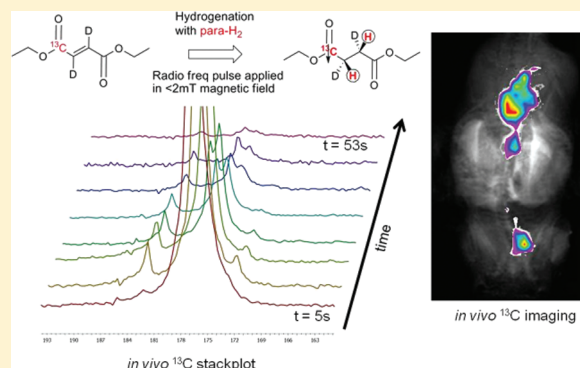 Hydrogenation
with para-H₂
Radio freq pulse applied
in <2mT magnetic field
O
¹³C
O
D
D
O
O
O
¹³C
O
D
H
D
H
O
O
t = 53s
time
t = 5s
193 190 187 184 181 178 175 172 169 166 163
in vivo ¹³C stackplot
in vivo ¹³C imaging